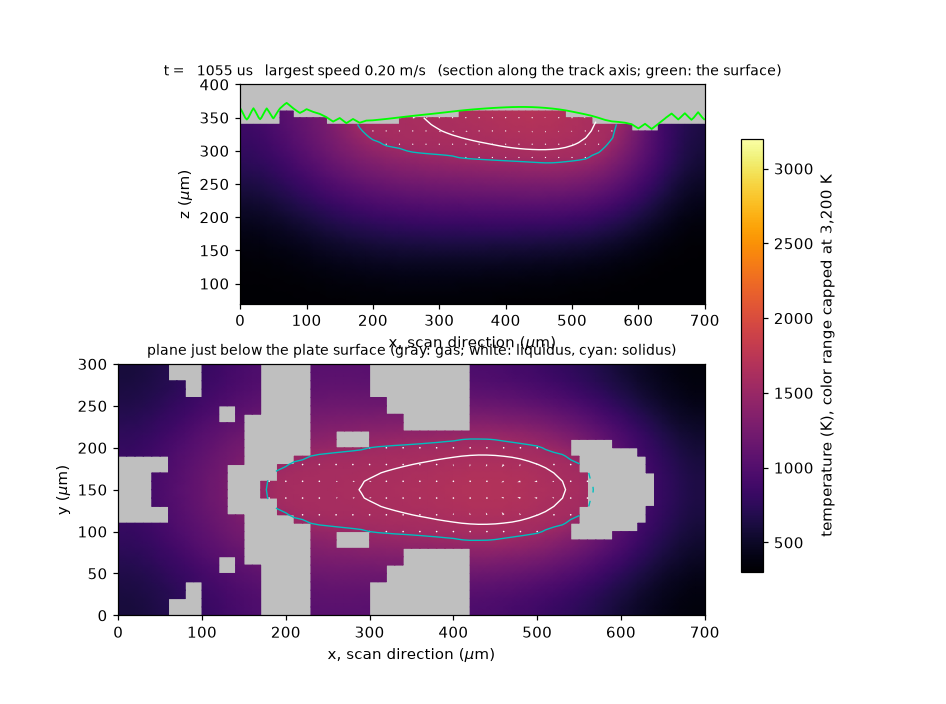 t =   1055 us   largest speed 0.20 m/s   (section along the track axis; green: the surface)
400
350
300
250
200
150
100
z (μm)
0 100 200 300 400 500 600 700
x, scan direction (μm)
plane just below the plate surface (gray: gas; white: liquidus, cyan: solidus)
300
250
200
150
100
50
0
y (μm)
0 100 200 300 400 500 600 700
x, scan direction (μm)
3000
2500
2000
1500
1000
500
temperature (K), color range capped at 3,200 K